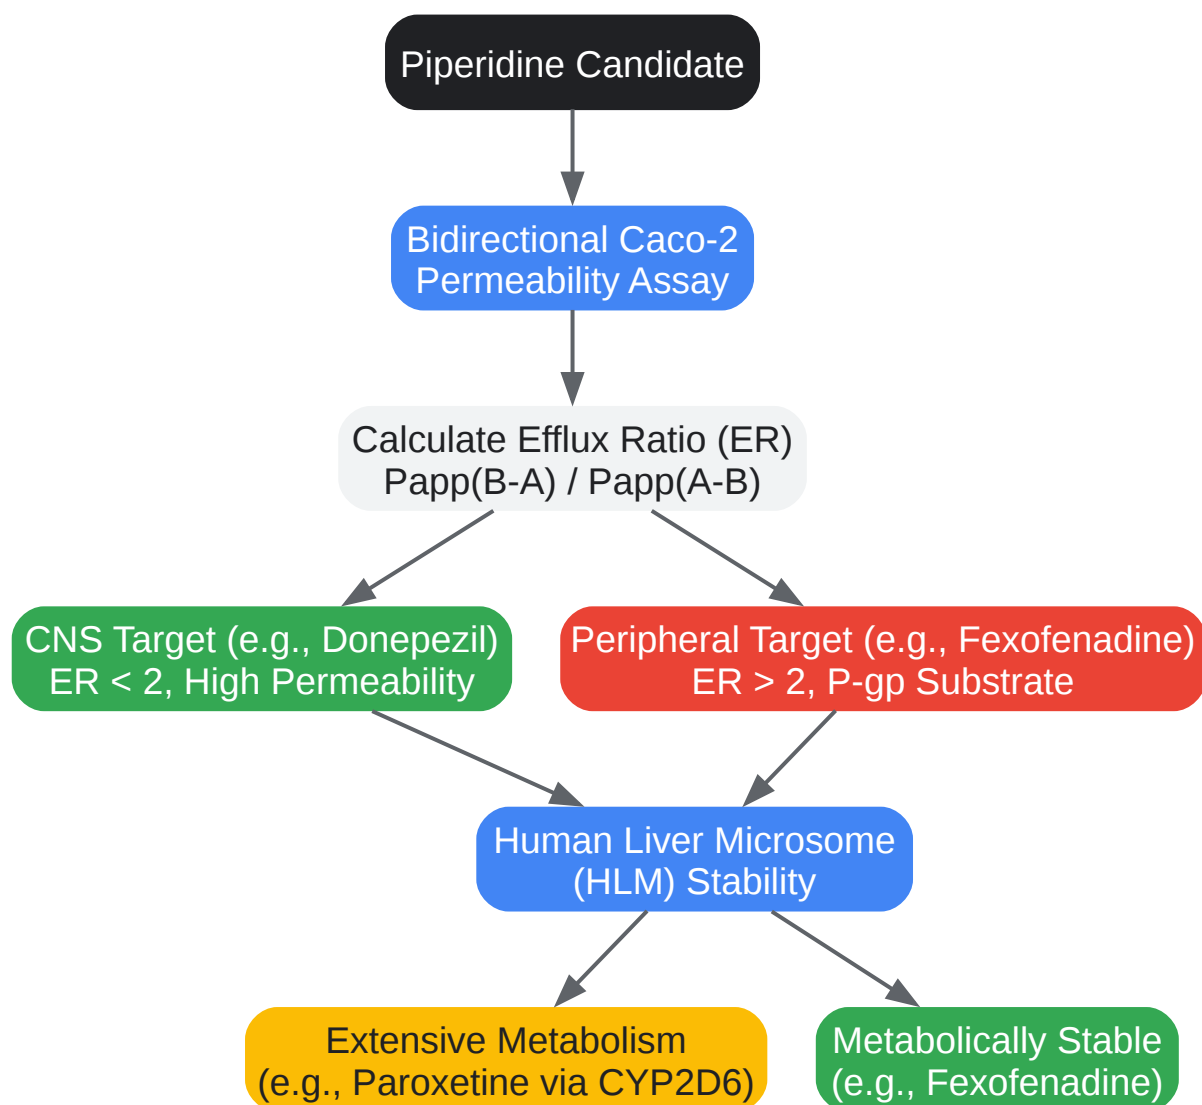 Piperidine Candidate
Bidirectional Caco-2
Permeability Assay
Calculate Efflux Ratio (ER)
Papp(B-A) / Papp(A-B)
CNS Target (e.g., Donepezil)
ER < 2, High Permeability
Peripheral Target (e.g., Fexofenadine)
ER > 2, P-gp Substrate
Human Liver Microsome
(HLM) Stability
Extensive Metabolism
(e.g., Paroxetine via CYP2D6)
Metabolically Stable
(e.g., Fexofenadine)